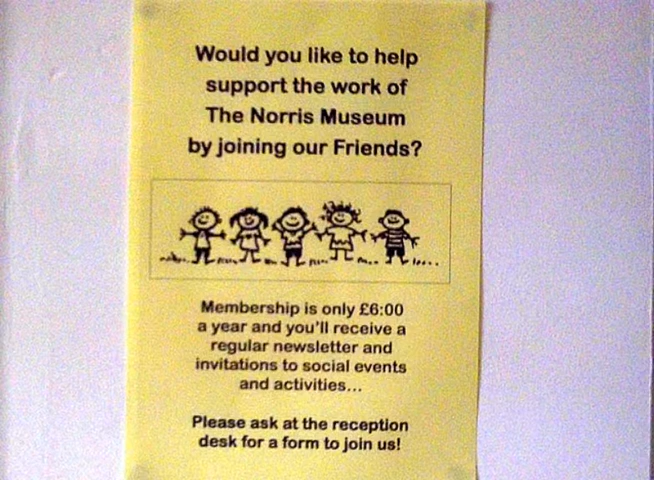 Would you like to help
support the work of
The Norris Museum
by joining our Friends?
Membership is only £6:00
a year and you'll receive a
regular newsletter and
invitations to social events
and activities...
Please ask at the reception
desk for a form to join us!